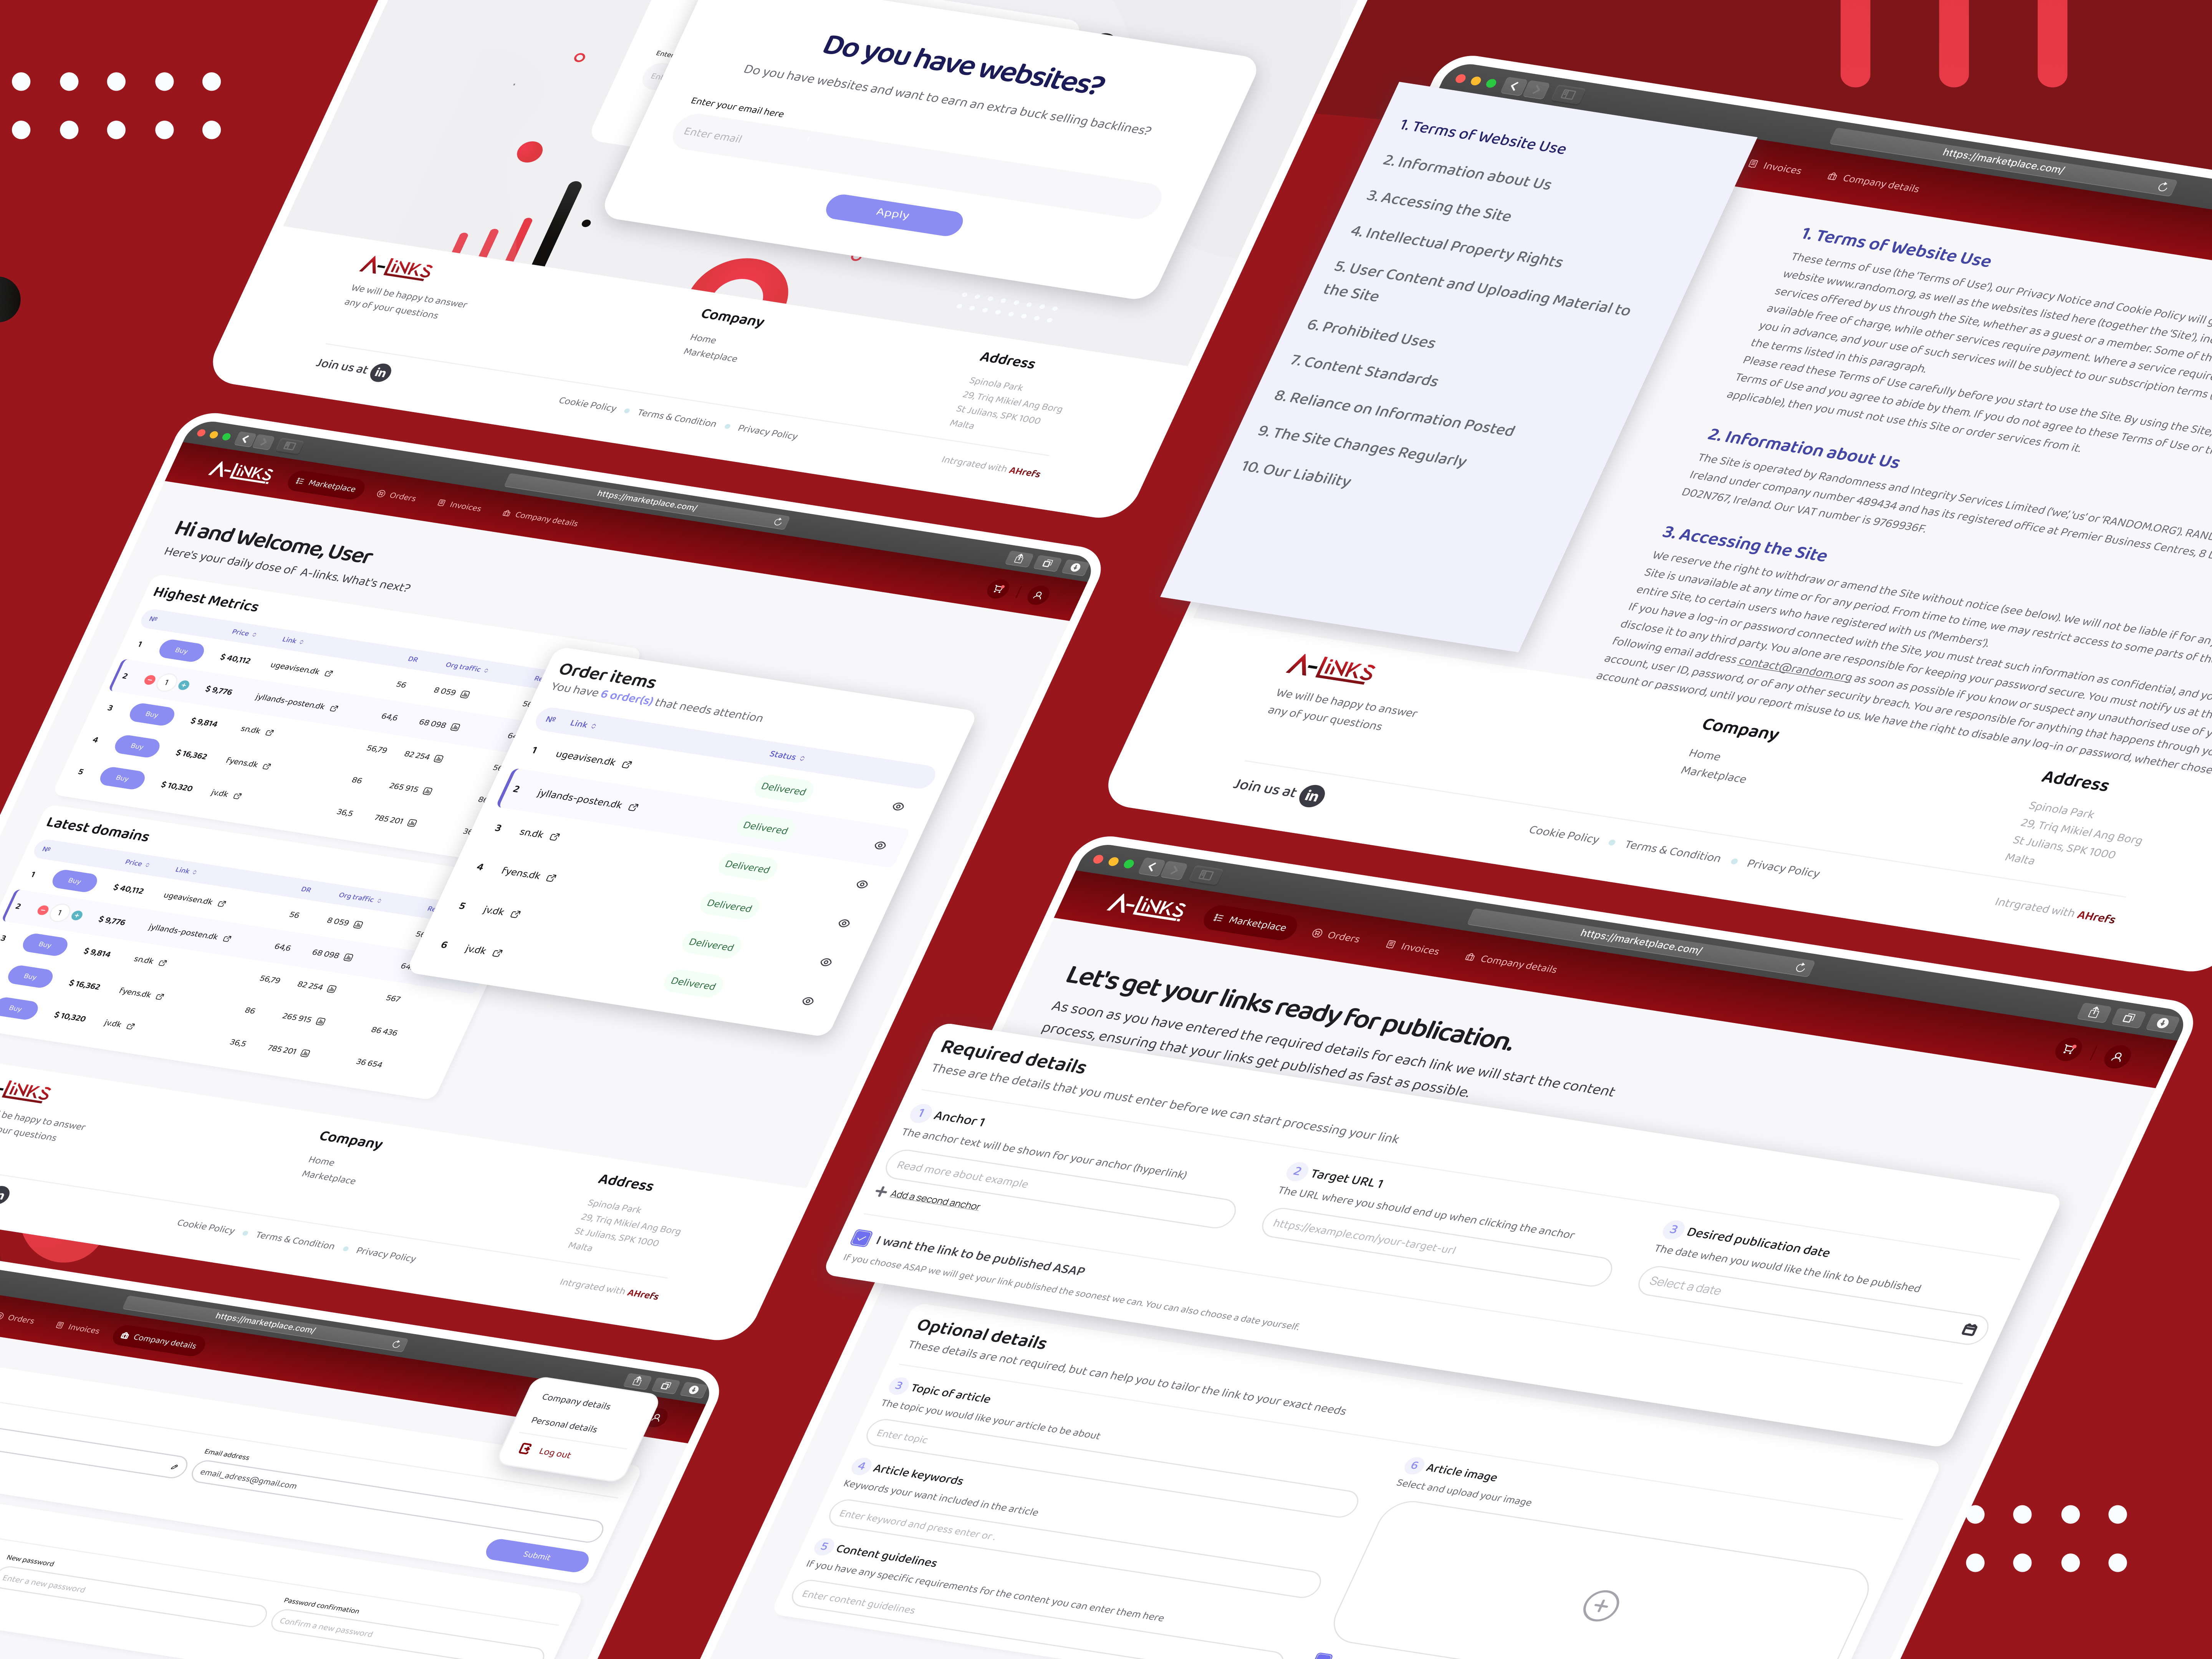 Do you have websites?
Do you have websites and want to earn an extra buck selling backlines?
Enter your email here
Enter email
Apply
A-LiNKS
We will be happy to answer
any of your questions
Company
Home
Marketplace
Address
Spinola Park
29, Triq Mikiel Ang Borg
St Julians, SPK 1000
Malta
Join us at in
Cookie Policy
Terms & Condition
Privacy Policy
Intrgrated with AHrefs
https://marketplace.com/
A-LiNKS
Marketplace
Orders
Invoices
Company details
Hi and Welcome, User
Here's your daily dose of A-links. What's next?
Highest Metrics
Nº Price Link DR Org traffic
1 Buy $ 40,112 ugeavisen.dk 56 8 059
2 1 $ 9,776 jyllands-posten.dk 64,6 68 098
3 Buy $ 9,814 sn.dk 56,79 82 254
4 Buy $ 16,362 Fyens.dk 86 265 915
5 Buy $ 10,320 jv.dk 36,5 785 201
Latest domains
Nº Price Link DR Org traffic
1 Buy $ 40,112 ugeavisen.dk 56 8 059
2 1 $ 9,776 jyllands-posten.dk 64,6 68 098
3 Buy $ 9,814 sn.dk 56,79 82 254 567
Buy $ 16,362 Fyens.dk 86 265 915 86 436
Buy $ 10,320 jv.dk 36,5 785 201 36 654
Order items
You have 6 order(s) that needs attention
Nº Link Status
1 ugeavisen.dk Delivered
2 jyllands-posten.dk Delivered
3 sn.dk Delivered
4 Fyens.dk Delivered
5 jv.dk Delivered
6 jv.dk Delivered
LiNKS
be happy to answer
our questions
Company
Home
Marketplace
Address
Spinola Park
29, Triq Mikiel Ang Borg
St Julians, SPK 1000
Malta
Cookie Policy
Terms & Condition
Privacy Policy
Intrgrated with AHrefs
https://marketplace.com/
Orders
Invoices
Company details
Company details
Personal details
Log out
Email address
email_adress@gmail.com
Submit
New password
Enter a new password
Password confirmation
Confirm a new password
https://marketplace.com/
Invoices
Company details
1. Terms of Website Use
2. Information about Us
3. Accessing the Site
4. Intellectual Property Rights
5. User Content and Uploading Material to
the Site
6. Prohibited Uses
7. Content Standards
8. Reliance on Information Posted
9. The Site Changes Regularly
10. Our Liability
1. Terms of Website Use
These terms of use (the 'Terms of Use'), our Privacy Notice and Cookie Policy will
website www.random.org, as well as the websites listed here (together the 'Site'),
services offered by us through the Site, whether as a guest or a member. Some of
available free of charge, while other services require payment. Where a service
you in advance, and your use of such services will be subject to our subscription terms
the terms listed in this paragraph.
Please read these Terms of Use carefully before you start to use the Site. By using the Site,
Terms of Use and you agree to abide by them. If you do not agree to these Terms of Use or
applicable), then you must not use this Site or order services from it.
2. Information about Us
The Site is operated by Randomness and Integrity Services Limited ('we', 'us' or 'RANDOM.ORG').
Ireland under company number 489434 and has its registered office at Premier Business Centres, 8
D02N767, Ireland. Our VAT number is 9769936F.
3. Accessing the Site
We reserve the right to withdraw or amend the Site without notice (see below). We will not be liable if for
Site is unavailable at any time or for any period. From time to time, we may restrict access to some parts of
entire Site, to certain users who have registered with us ('Members').
If you have a log-in or password connected with the Site, you must treat such information as confidential, and
disclose it to any third party. You alone are responsible for keeping your password secure. You must notify us at
following email address contact@random.org as soon as possible if you know or suspect any unauthorised use of
account, user ID, password, or of any other security breach. You are responsible for anything that happens through
account or password, until you report misuse to us. We have the right to disable any log-in or password, whether
A-LiNKS
We will be happy to answer
any of your questions
Company
Home
Marketplace
Address
Spinola Park
29, Triq Mikiel Ang Borg
St Julians, SPK 1000
Malta
Join us at in
Cookie Policy
Terms & Condition
Privacy Policy
Intrgrated with AHrefs
https://marketplace.com/
A-LiNKS
Marketplace
Orders
Invoices
Company details
Let's get your links ready for publication.
As soon as you have entered the required details for each link we will start the content
process, ensuring that your links get published as fast as possible.
Required details
These are the details that you must enter before we can start processing your link
1 Anchor 1
The anchor text will be shown for your anchor (hyperlink)
Read more about example
Add a second anchor
2 Target URL 1
The URL where you should end up when clicking the anchor
https://example.com/your-target-url
3 Desired publication date
The date when you would like the link to be published
Select a date
I want the link to be published ASAP
If you choose ASAP we will get your link published the soonest we can. You can also choose a date yourself.
Optional details
These details are not required, but can help you to tailor the link to your exact needs
3 Topic of article
The topic you would like your article to be about
Enter topic
4 Article keywords
Keywords your want included in the article
Enter keyword and press enter or .
5 Content guidelines
If you have any specific requirements for the content you can enter them here
Enter content guidelines
6 Article image
Select and upload your image